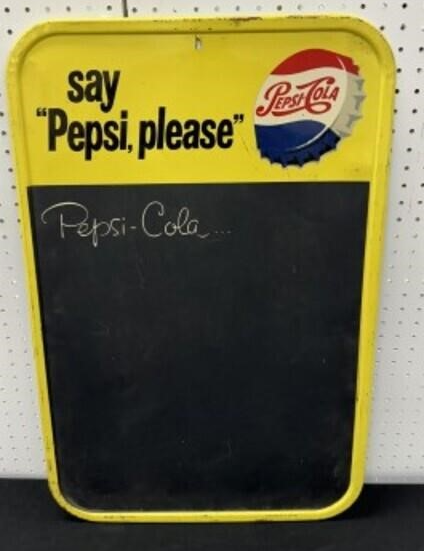 say
"Pepsi, please"
PEPSI-COLA
Pepsi-Cola...